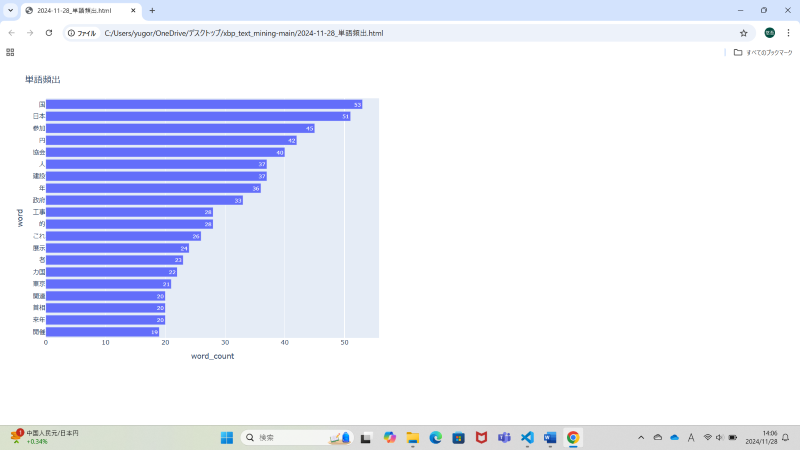 2024-11-28_単語頻出.html
ファイル
C:/Users/yugor/OneDrive/デスクトップ/xbp_text_mining-main/2024-11-28_単語頻出.html
すべてのブックマーク
単語頻出
国 53
日本 51
参加 45
円 42
協会 40
人 37
建設 37
年 36
政府 33
工事 28
的 28
これ 26
展示 24
者 23
カ国 22
東京 21
関連 20
首相 20
来年 20
開催 19
word
0 10 20 30 40 50
word_count
1
中国人民元/日本円
+0.34%
検索
A
14:06
2024/11/28